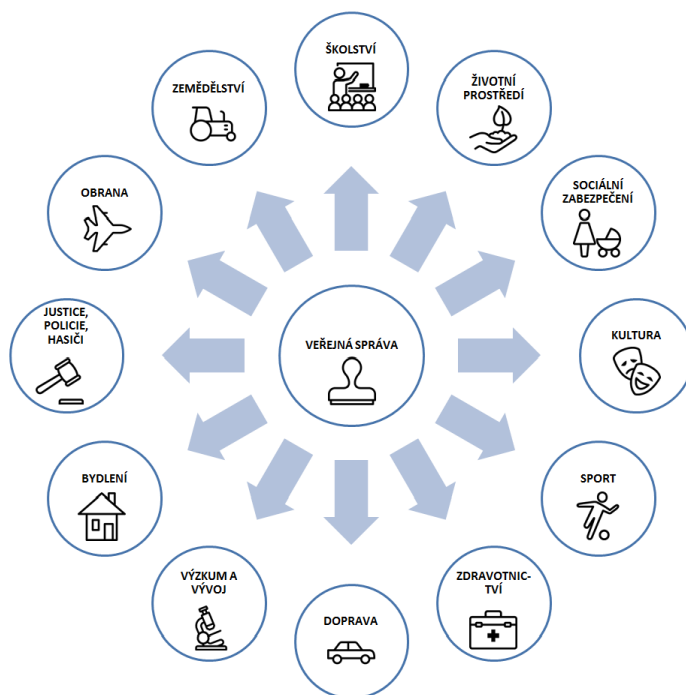 ŠKOLSTVÍ
ŽIVOTNÍ
PROSTŘEDÍ
SOCIÁLNÍ
ZABEZPEČENÍ
KULTURA
SPORT
ZDRAVOTNIC-
TVÍ
DOPRAVA
VÝZKUM A
VÝVOJ
BYDLENÍ
JUSTICE,
POLICIE,
HASIČI
OBRANA
ZEMĚDĚLSTVÍ
VEŘEJNÁ SPRÁVA